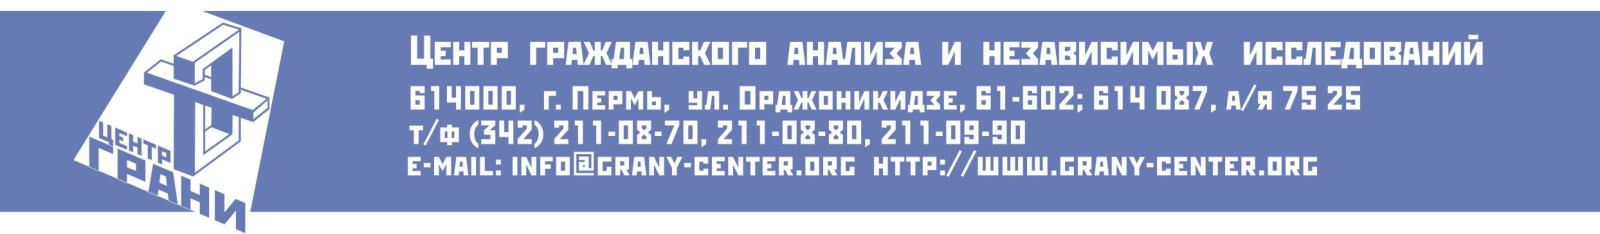 ЦЕНТР
ГРАНИ
Центр гражданского анализа и независимых исследований
614000, г. Пермь, ул. Орджоникидзе, 61-602; 614 087, а/я 75 25
т/ф (342) 211-08-70, 211-08-80, 211-09-90
E-MAIL: INFO@GRANY-CENTER.ORG HTTP://WWW.GRANY-CENTER.ORG